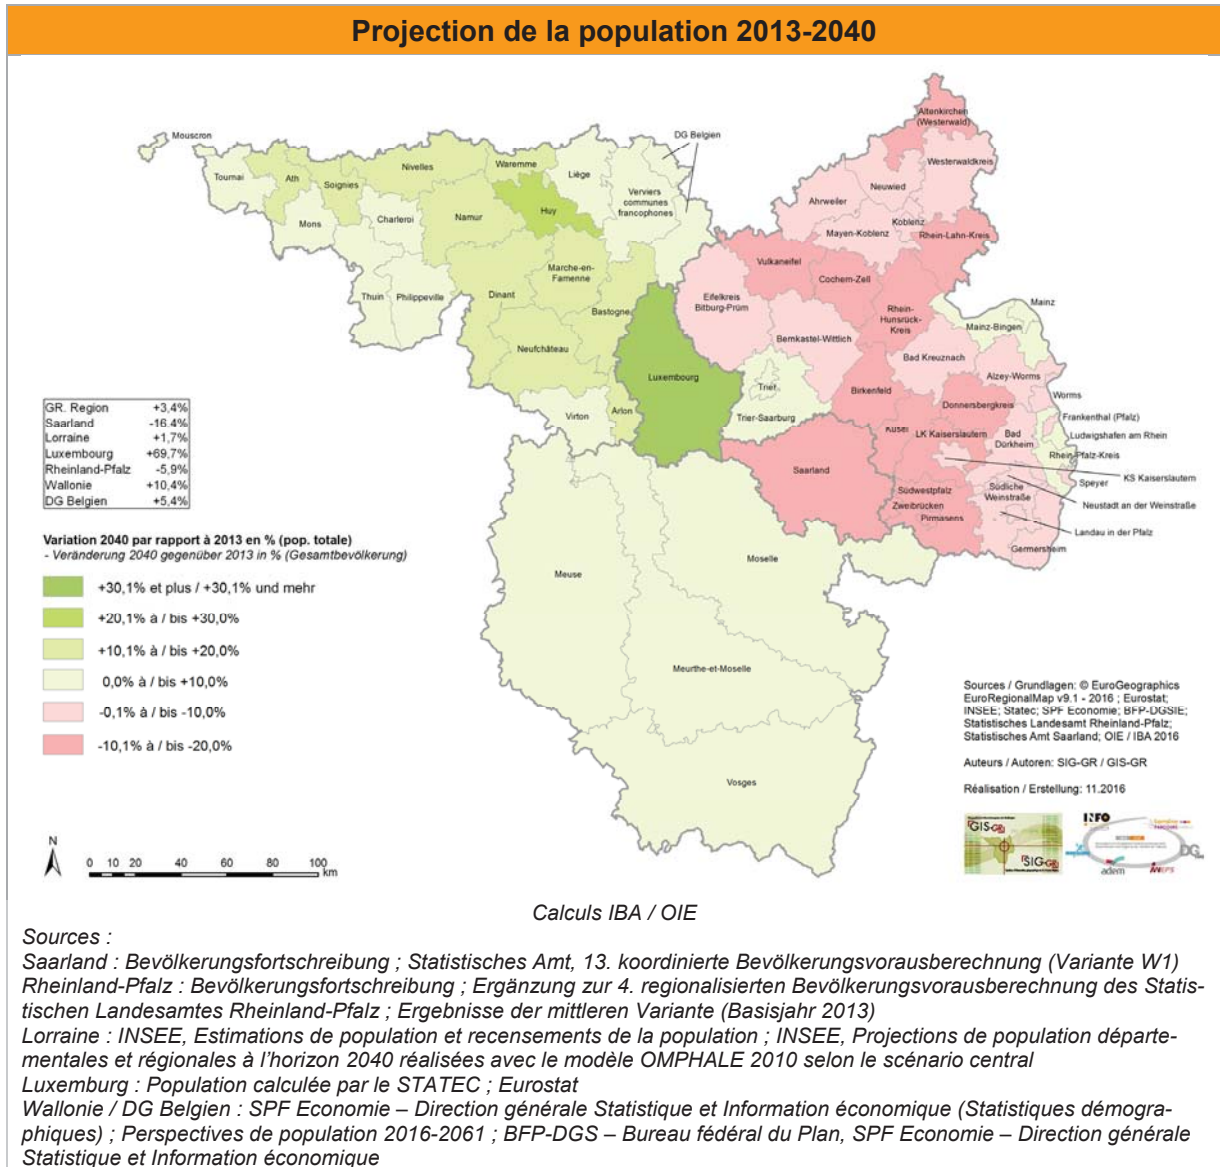 Projection de la population 2013-2040
Altenkirchen
(Westerwald)
Mouscron
DG Belgien
Westerwaldkreis
Nivelles
Waremme
Liège
Tournai
Ath
Soignies
Neuwied
Verviers
communes
francophones
Ahrweiler
Huy
Namur
Charleroi
Mons
Koblenz
Mayen-Koblenz
Rhein-Lahn-Kreis
Vulkaneifel
Marche-en-
Famenne
Cochem-Zell
Thuin
Philippeville
Dinant
Eifelkreis
Bitburg-Prüm
Mainz
Bastogne
Rhein-
Hunsrück-
Kreis
Mainz-Bingen
Bernkastel-Wittlich
Neufchâteau
Bad Kreuznach
Luxembourg
Trier
Alzey-Worms
Birkenfeld
Worms
Donnersbergkreis
Virton
Arlon
Trier-Saarburg
Frankenthal (Pfalz)
Kusel
LK Kaiserslautern
Bad
Dürkheim
Ludwigshafen am Rhein
Rhein-Pfalz-Kreis
Saarland
KS Kaiserslautern
Speyer
Südwestpfalz
Südliche
Weinstraße
Zweibrücken
Neustadt an der Weinstraße
Pirmasens
Landau in der Pfalz
Germersheim
Moselle
Meuse
Meurthe-et-Moselle
Vosges
GR. Region +3,4%
Saarland -16,4%
Lorraine +1,7%
Luxembourg +69,7%
Rheinland-Pfalz -5,9%
Wallonie +10,4%
DG Belgien +5,4%
Variation 2040 par rapport à 2013 en % (pop. totale)
- Veränderung 2040 gegenüber 2013 in % (Gesamtbevölkerung)
+30,1% et plus / +30,1% und mehr
+20,1% à / bis +30,0%
+10,1% à / bis +20,0%
0,0% à / bis +10,0%
-0,1% à / bis -10,0%
-10,1% à / bis -20,0%
N
0 10 20 40 60 80 100
km
Sources / Grundlagen: © EuroGeographics
EuroRegionalMap v9.1 - 2016 ; Eurostat;
INSEE; Statec; SPF Economie; BFP-DGSIE;
Statistisches Landesamt Rheinland-Pfalz;
Statistisches Amt Saarland; OIE / IBA 2016
Auteurs / Autoren: SIG-GR / GIS-GR
Réalisation / Erstellung: 11.2016
GIS-GR
SIG-GR
INFO
adem
DG
Calculs IBA / OIE
Sources :
Saarland : Bevölkerungsfortschreibung ; Statistisches Amt, 13. koordinierte Bevölkerungsvorausberechnung (Variante W1)
Rheinland-Pfalz : Bevölkerungsfortschreibung ; Ergänzung zur 4. regionalisierten Bevölkerungsvorausberechnung des Statis-
tischen Landesamtes Rheinland-Pfalz ; Ergebnisse der mittleren Variante (Basisjahr 2013)
Lorraine : INSEE, Estimations de population et recensements de la population ; INSEE, Projections de population départe-
mentales et régionales à l'horizon 2040 réalisées avec le modèle OMPHALE 2010 selon le scénario central
Luxemburg : Population calculée par le STATEC ; Eurostat
Wallonie / DG Belgien : SPF Economie – Direction générale Statistique et Information économique (Statistiques démogra-
phiques) ; Perspectives de population 2016-2061 ; BFP-DGS – Bureau fédéral du Plan, SPF Economie – Direction générale
Statistique et Information économique